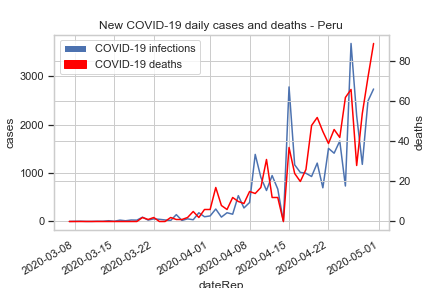 New COVID-19 daily cases and deaths - Peru
COVID-19 infections
COVID-19 deaths
3000
2000
1000
0
cases
80
60
40
20
0
deaths
2020-03-08
2020-03-15
2020-03-22
2020-04-01
2020-04-08
2020-04-15
2020-04-22
2020-05-01
dateRep